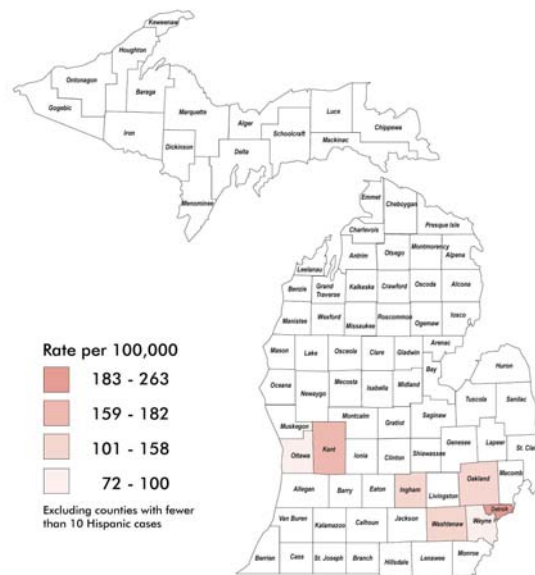 Keweenaw
Houghton
Ontonagon
Baraga
Gogebic
Marquette
Luce
Alger
Chippewa
Iron
Schoolcraft
Mackinac
Dickinson
Delta
Menominee
Emmet
Cheboygan
Presque Isle
Charlevoix
Antrim
Otsego
Montmorency
Alpena
Leelanau
Benzie
Grand
Traverse
Kalkaska
Crawford
Oscoda
Alcona
Manistee
Wexford
Missaukee
Roscommon
Ogemaw
Iosco
Arenac
Mason
Lake
Osceola
Clare
Gladwin
Bay
Huron
Oceana
Newaygo
Mecosta
Isabella
Midland
Tuscola
Sanilac
Saginaw
Montcalm
Gratiot
Muskegon
Genesee
Lapeer
St. Clai
Ottawa
Kent
Ionia
Clinton
Shiawassee
Oakland
Macomb
Allegan
Barry
Eaton
Ingham
Livingston
Detroit
Van Buren
Kalamazoo
Calhoun
Jackson
Washtenaw
Wayne
Berrien
Cass
St. Joseph
Branch
Hillsdale
Lenawee
Monroe
Rate per 100,000
183 - 263
159 - 182
101 - 158
72 - 100
Excluding counties with fewer
than 10 Hispanic cases